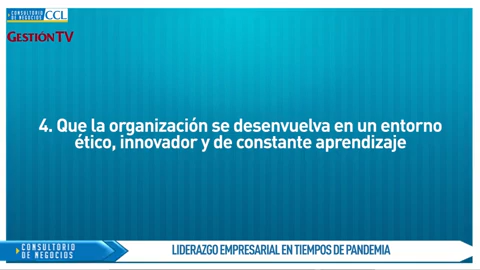 CONSULTORIO
DE NEGOCIOS CCL
GESTIÓN TV
4. Que la organización se desenvuelva en un entorno
ético, innovador y de constante aprendizaje
CONSULTORIO
DE NEGOCIOS
LIDERAZGO EMPRESARIAL EN TIEMPOS DE PANDEMIA